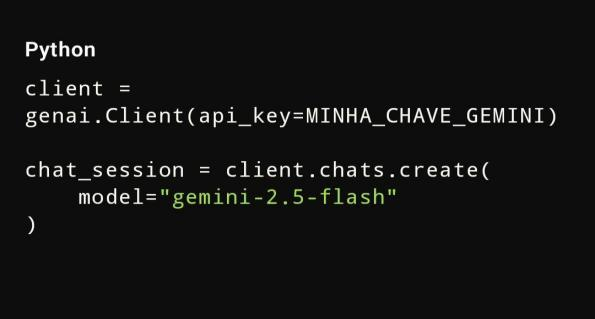 Python
client =
genai.Client(api_key=MINHA_CHAVE_GEMINI)
chat_session = client.chats.create(
    model="gemini-2.5-flash"
)